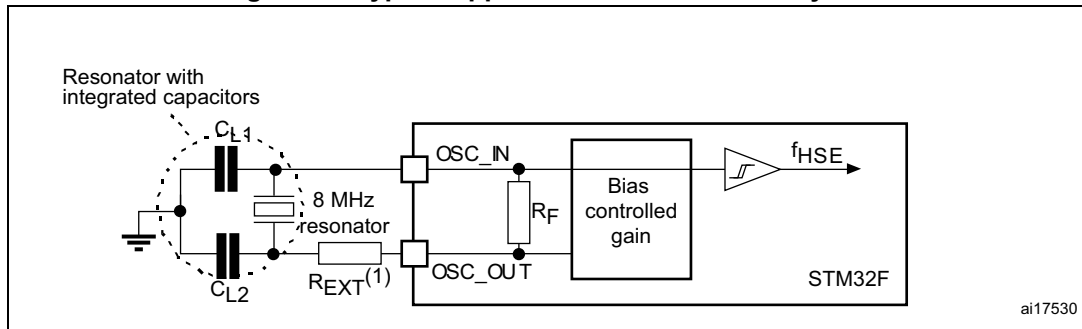 Resonator with
integrated capacitors
CL1
OSC_IN
fHSE
8 MHz
resonator
RF
Bias
controlled
gain
REXT(1)
OSC_OUT
STM32F
CL2
ai17530